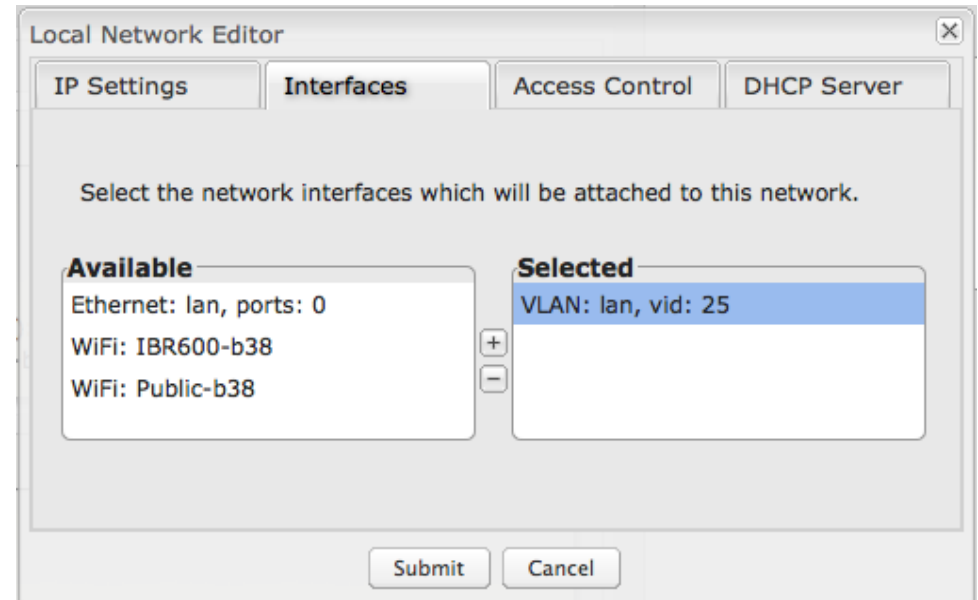 Local Network Editor
IP Settings
Interfaces
Access Control
DHCP Server
Select the network interfaces which will be attached to this network.
Available
Ethernet: lan, ports: 0
WiFi: IBR600-b38
WiFi: Public-b38
+
−
Selected
VLAN: lan, vid: 25
Submit
Cancel